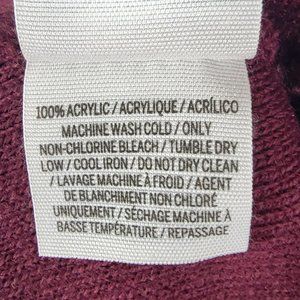 100% ACRYLIC / ACRYLIQUE / ACRÍLICO
MACHINE WASH COLD / ONLY
NON-CHLORINE BLEACH / TUMBLE DRY
LOW / COOL IRON / DO NOT DRY CLEAN
/ LAVAGE MACHINE À FROID / AGENT
DE BLANCHIMENT NON CHLORÉ
UNIQUEMENT / SÉCHAGE MACHINE À
BASSE TEMPÉRATURE / REPASSAGE